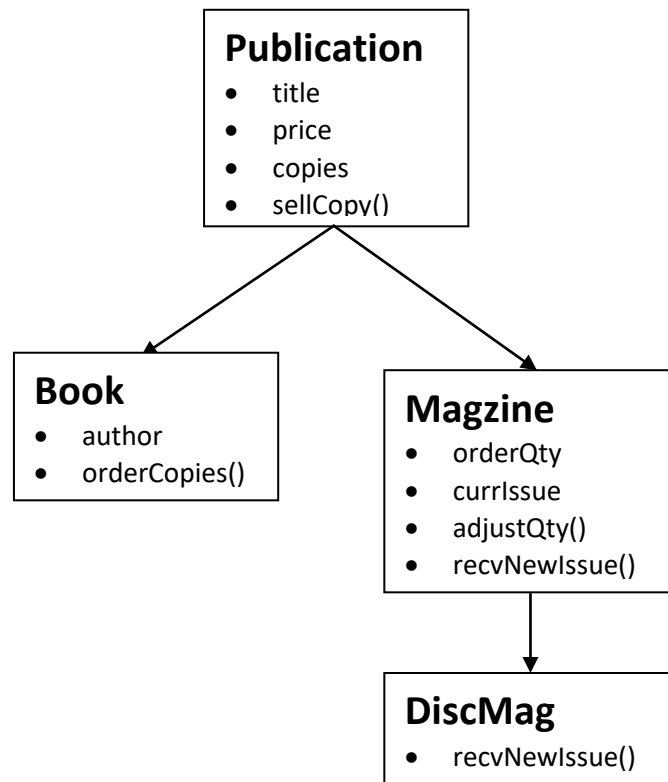 Publication
• title
• price
• copies
• sellCopy()
Book
• author
• orderCopies()
Magzine
• orderQty
• currIssue
• adjustQty()
• recvNewIssue()
DiscMag
• recvNewIssue()